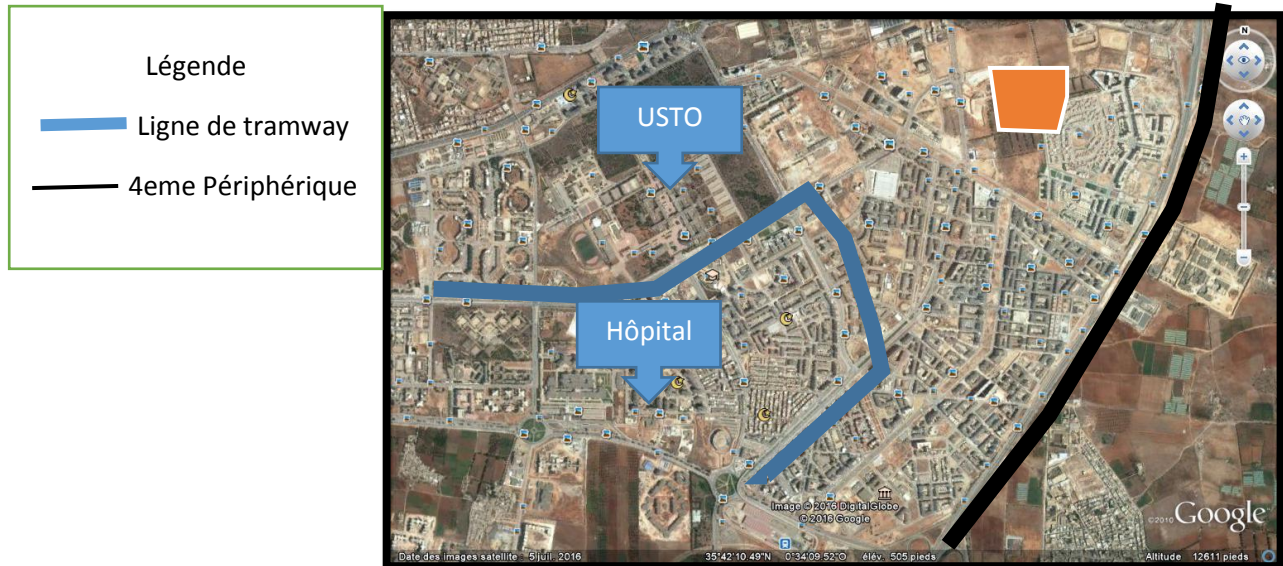 Légende
Ligne de tramway
4eme Périphérique
N
USTO
Hôpital
Image © 2016 DigitalGlobe
© 2016 Google
©2010 Google
Date des images satellite 5 juil. 2016 35°42'10.49"N 0°34'09.52"O élév. 505 pieds Altitude 12611 pieds